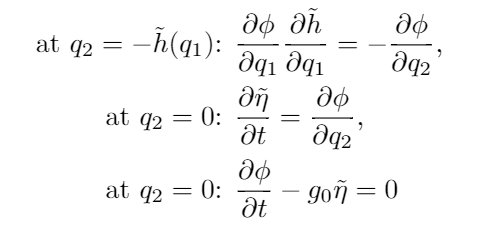 at $q_2 = -\tilde{h}(q_1)$: $\frac{\partial \phi}{\partial q_1} \frac{\partial \tilde{h}}{\partial q_1} = -\frac{\partial \phi}{\partial q_2},$
at $q_2 = 0$: $\frac{\partial \tilde{\eta}}{\partial t} = \frac{\partial \phi}{\partial q_2},$
at $q_2 = 0$: $\frac{\partial \phi}{\partial t} - g_0 \tilde{\eta} = 0$